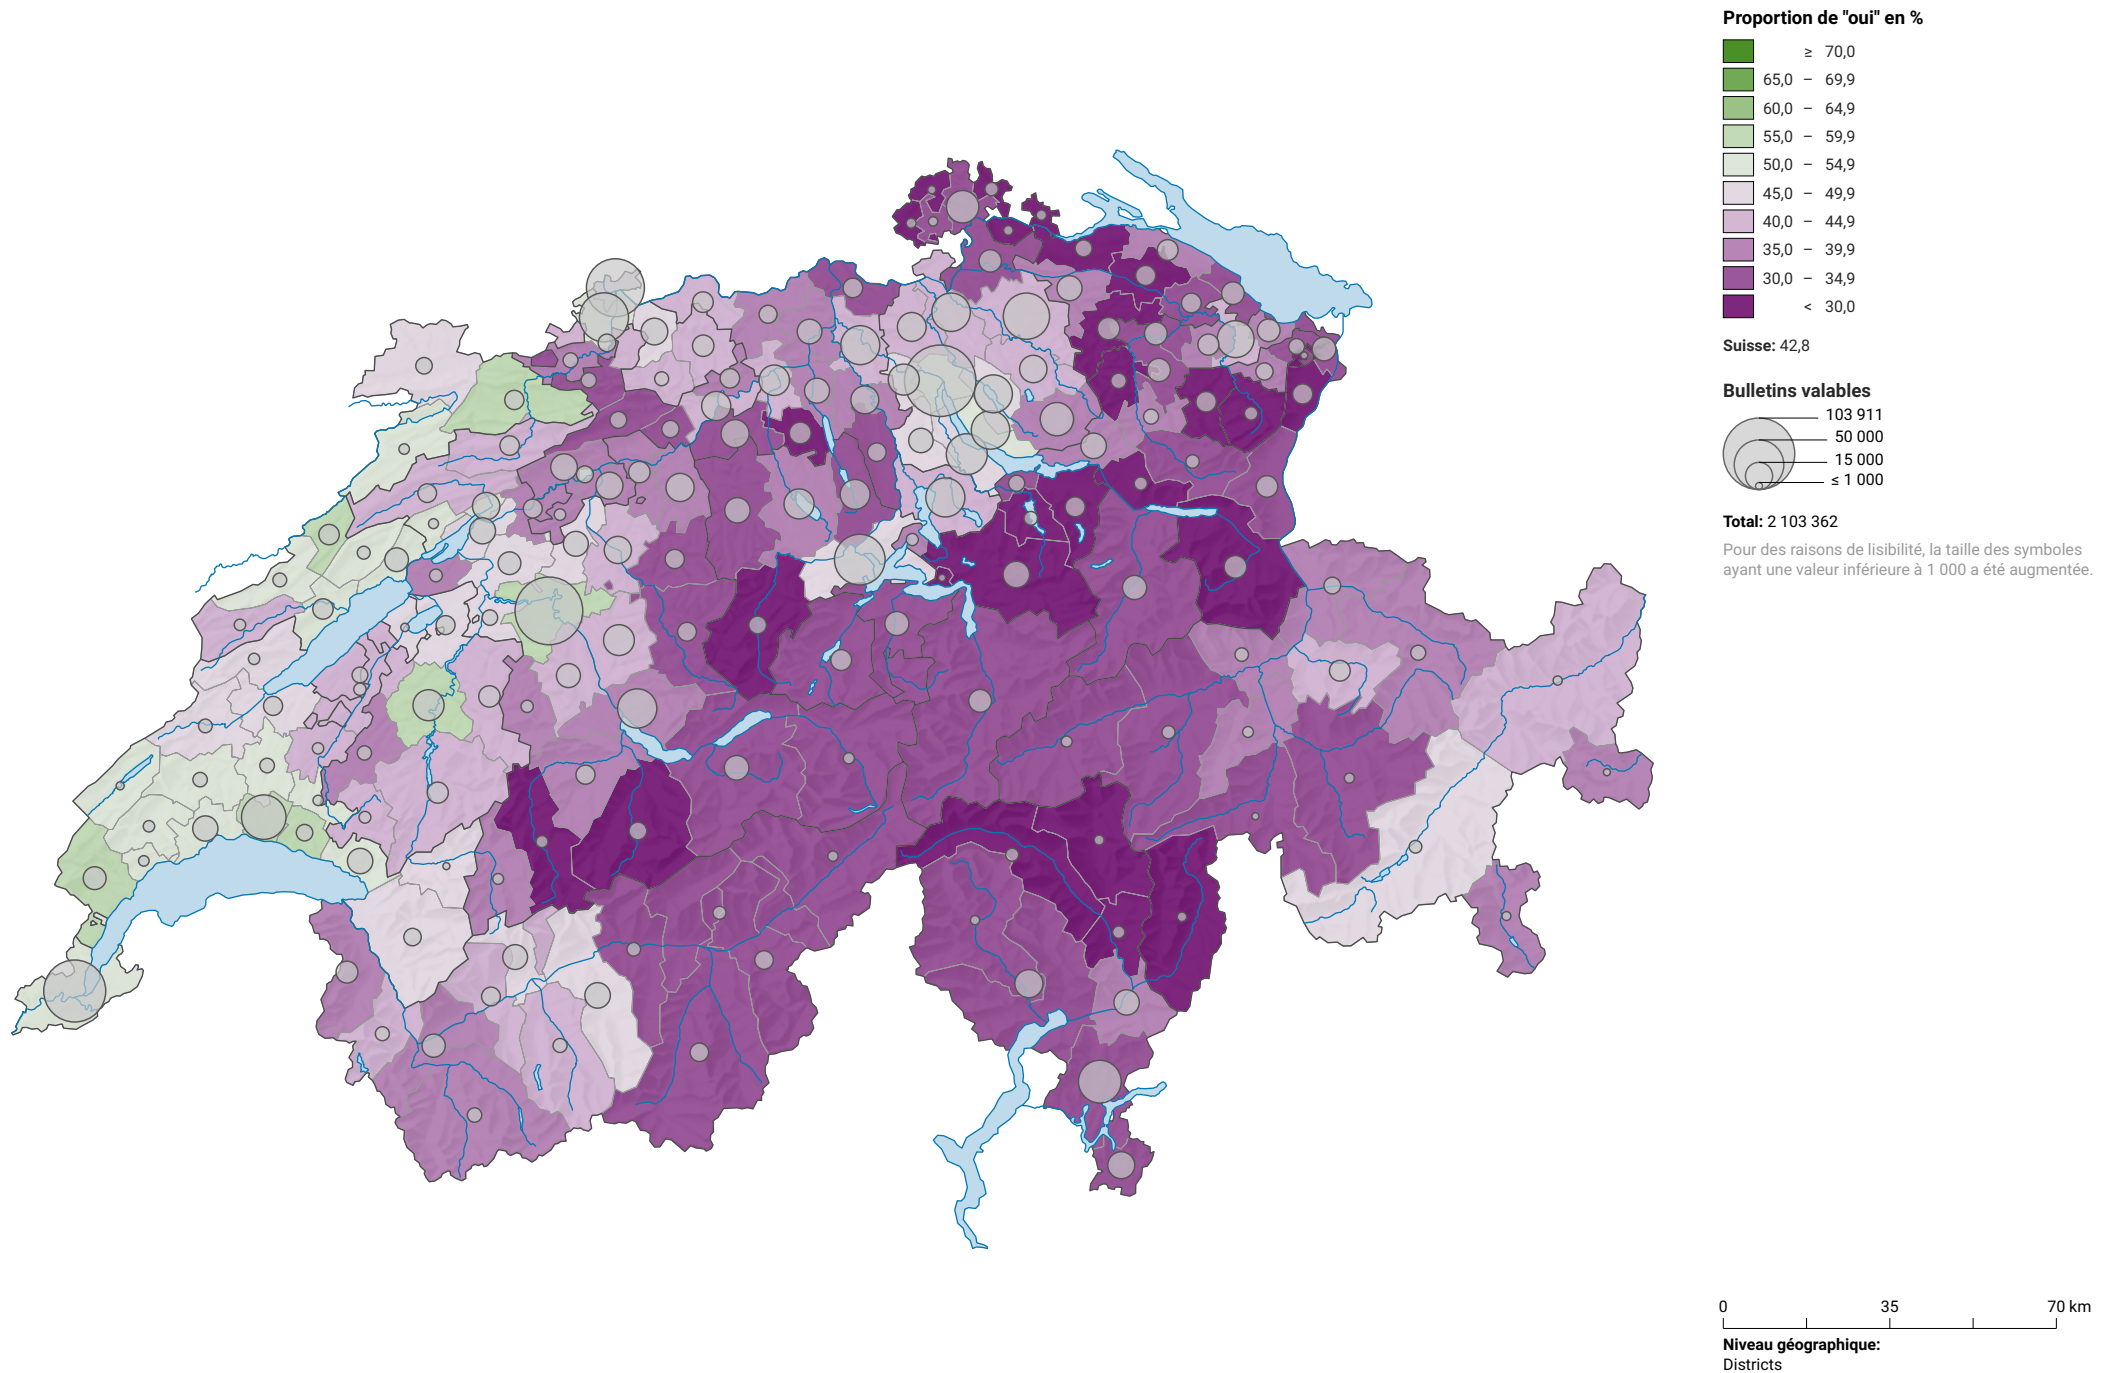 Proportion de "oui" en %
≥ 70,0
65,0 – 69,9
60,0 – 64,9
55,0 – 59,9
50,0 – 54,9
45,0 – 49,9
40,0 – 44,9
35,0 – 39,9
30,0 – 34,9
< 30,0
Suisse: 42,8
Bulletins valables
103 911
50 000
15 000
≤ 1 000
Total: 2 103 362
Pour des raisons de lisibilité, la taille des symboles
ayant une valeur inférieure à 1 000 a été augmentée.
0 35 70 km
Niveau géographique:
Districts